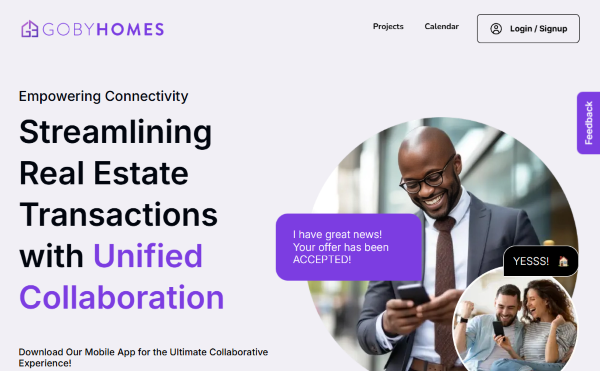 GOBYHOMES
Projects
Calendar
Login / Signup
Feedback
Empowering Connectivity
Streamlining
Real Estate
Transactions
with Unified
Collaboration
I have great news!
Your offer has been
ACCEPTED!
YESSS! 🏠
Download Our Mobile App for the Ultimate Collaborative
Experience!